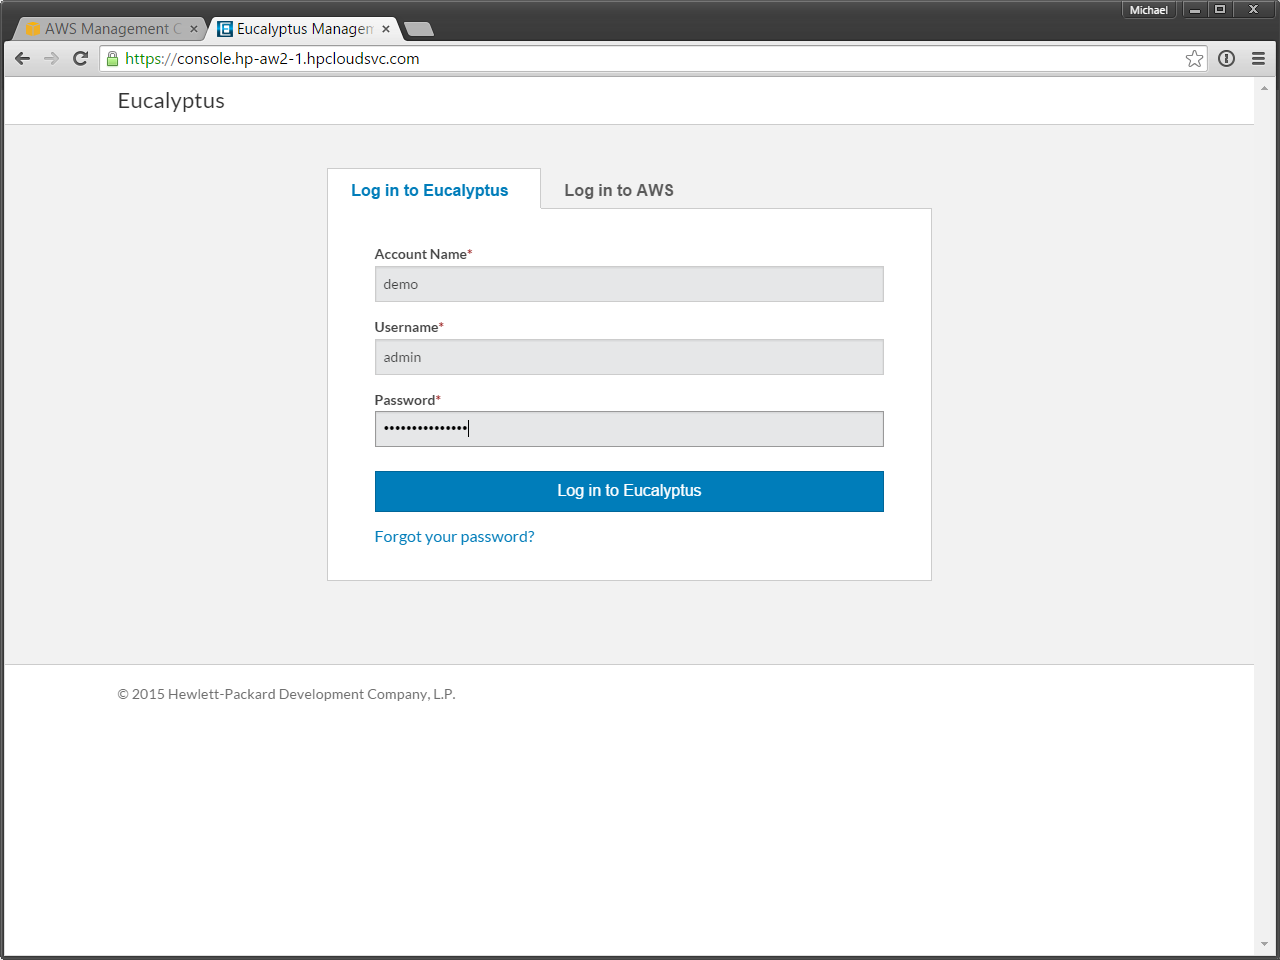 Michael
AWS Management C
Eucalyptus Managem
https://console.hp-aw2-1.hpcloudsvc.com
Eucalyptus
Log in to Eucalyptus
Log in to AWS
Account Name*
demo
Username*
admin
Password*
•••••••••••••••
Log in to Eucalyptus
Forgot your password?
© 2015 Hewlett-Packard Development Company, L.P.